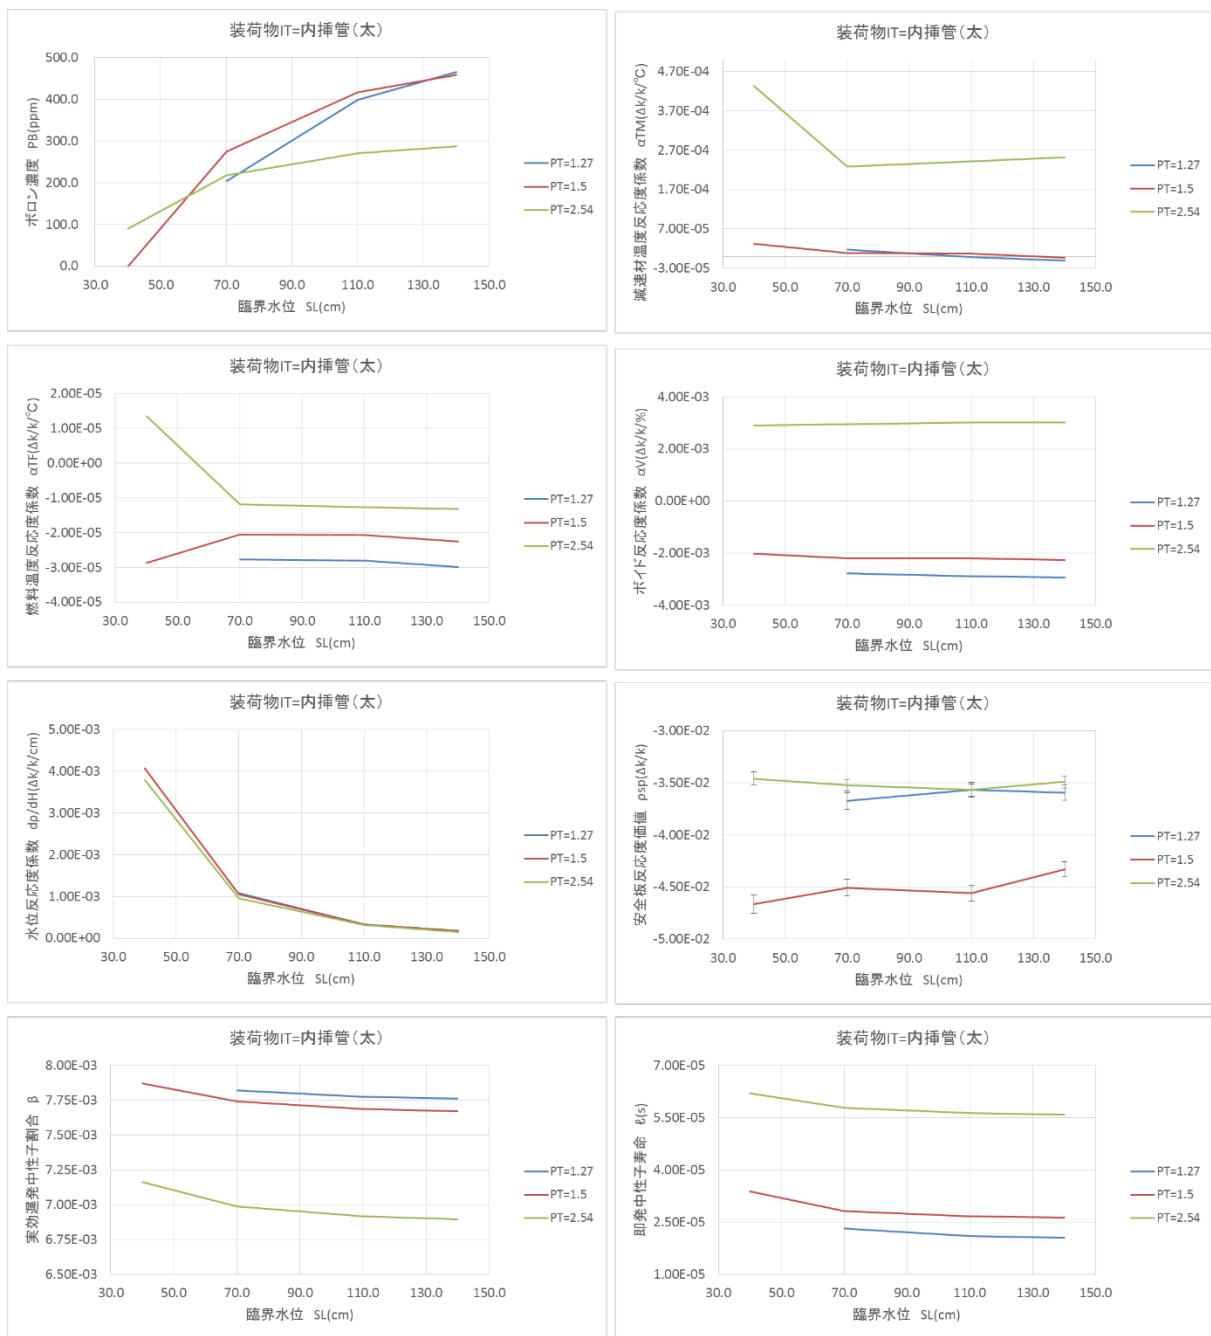 装荷物IT=内挿管(太)
ボロン濃度 PB(ppm)
500.0
400.0
300.0
200.0
100.0
0.0
30.0 50.0 70.0 90.0 110.0 130.0 150.0
臨界水位 SL(cm)
PT=1.27
PT=1.5
PT=2.54
装荷物IT=内挿管(太)
減速材温度反応度係数 αTM(Δk/k/℃)
4.70E-04
3.70E-04
2.70E-04
1.70E-04
7.00E-05
-3.00E-05
30.0 50.0 70.0 90.0 110.0 130.0 150.0
臨界水位 SL(cm)
PT=1.27
PT=1.5
PT=2.54
装荷物IT=内挿管(太)
燃料温度反応度係数 αTF(Δk/k/℃)
2.00E-05
1.00E-05
0.00E+00
-1.00E-05
-2.00E-05
-3.00E-05
-4.00E-05
30.0 50.0 70.0 90.0 110.0 130.0 150.0
臨界水位 SL(cm)
PT=1.27
PT=1.5
PT=2.54
装荷物IT=内挿管(太)
ボイド反応度係数 αV(Δk/k/%)
4.00E-03
2.00E-03
0.00E+00
-2.00E-03
-4.00E-03
30.0 50.0 70.0 90.0 110.0 130.0 150.0
臨界水位 SL(cm)
PT=1.27
PT=1.5
PT=2.54
装荷物IT=内挿管(太)
水位反応度係数 dρ/dH(Δk/k/cm)
5.00E-03
4.00E-03
3.00E-03
2.00E-03
1.00E-03
0.00E+00
30.0 50.0 70.0 90.0 110.0 130.0 150.0
臨界水位 SL(cm)
PT=1.27
PT=1.5
PT=2.54
装荷物IT=内挿管(太)
安全板反応度価値 ρsp(Δk/k)
-3.00E-02
-3.50E-02
-4.00E-02
-4.50E-02
-5.00E-02
30.0 50.0 70.0 90.0 110.0 130.0 150.0
臨界水位 SL(cm)
PT=1.27
PT=1.5
PT=2.54
装荷物IT=内挿管(太)
実効遅発中性子割合 β
8.00E-03
7.75E-03
7.50E-03
7.25E-03
7.00E-03
6.75E-03
6.50E-03
30.0 50.0 70.0 90.0 110.0 130.0 150.0
臨界水位 SL(cm)
PT=1.27
PT=1.5
PT=2.54
装荷物IT=内挿管(太)
即発中性子寿命 ℓ(s)
7.00E-05
5.50E-05
4.00E-05
2.50E-05
1.00E-05
30.0 50.0 70.0 90.0 110.0 130.0 150.0
臨界水位 SL(cm)
PT=1.27
PT=1.5
PT=2.54